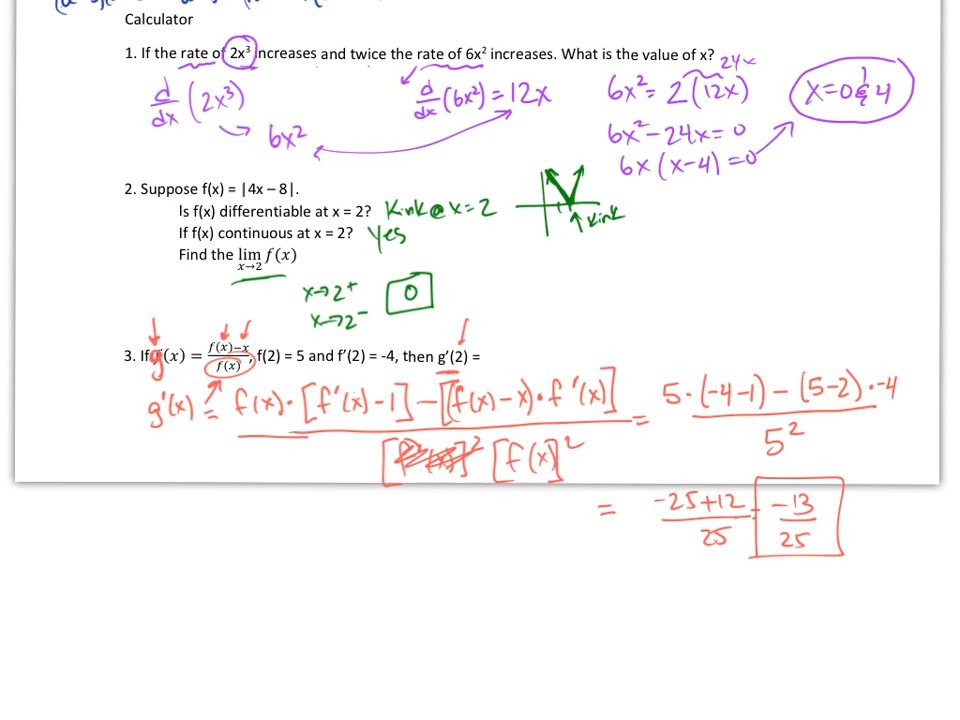 Calculator
1. If the rate of 2x³ increases and twice the rate of 6x² increases. What is the value of x?
24x
d/dx (2x³)
6x²
d/dx (6x²) = 12x
6x² = 2(12x)
6x² - 24x = 0
6x (x-4) = 0
x = 0 & 4
2. Suppose f(x) = |4x – 8|.
Is f(x) differentiable at x = 2? Kink @ x = 2
kink
If f(x) continuous at x = 2? Yes
Find the lim x→2 f(x)
x→2⁺
x→2⁻
0
3. If g(x) = (f(x)-x)/f(x), f(2) = 5 and f'(2) = -4, then g'(2) =
g'(x) = f(x)·[f'(x)-1] - [(f(x)-x)·f'(x)] / [f(x)]² = 5·(-4-1) - (5-2)·-4 / 5²
= -25+12 / 25 = -13/25